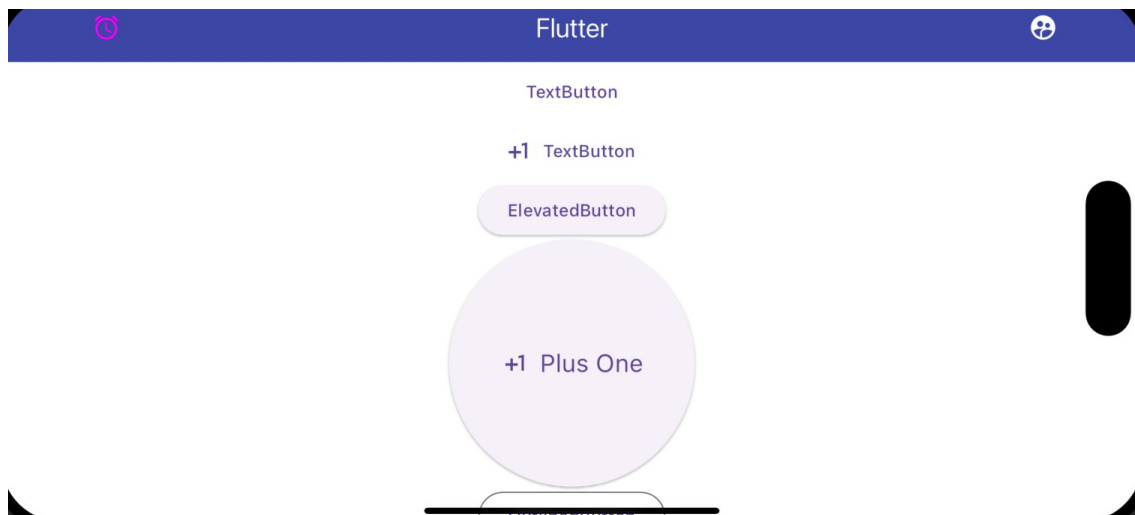 Flutter
TextButton
+1 TextButton
ElevatedButton
+1 Plus One